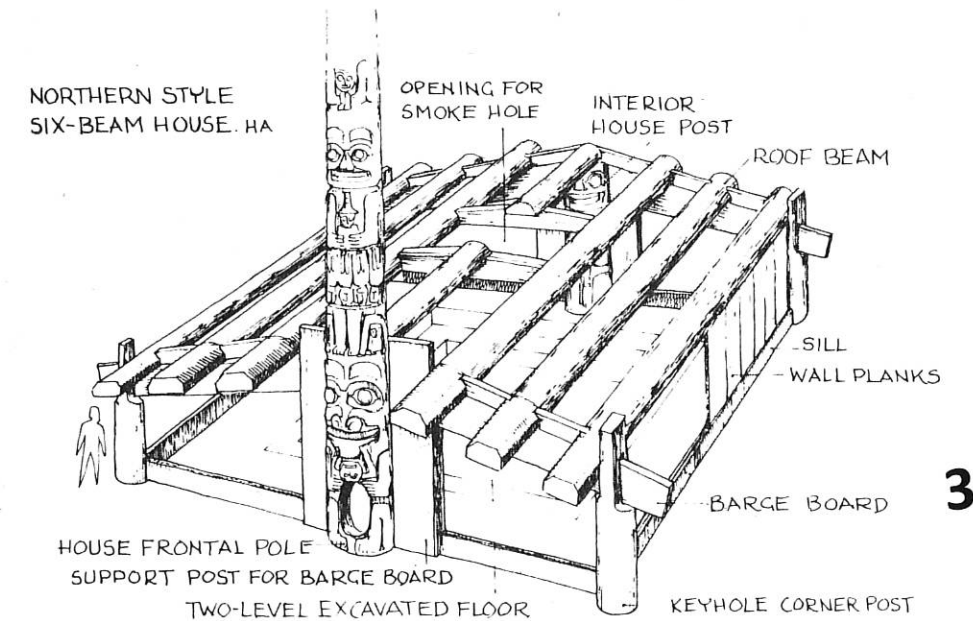 NORTHERN STYLE
SIX-BEAM HOUSE. HA
OPENING FOR
SMOKE HOLE
INTERIOR
HOUSE POST
ROOF BEAM
SILL
WALL PLANKS
BARGE BOARD
3
HOUSE FRONTAL POLE
SUPPORT POST FOR BARGE BOARD
TWO-LEVEL EXCAVATED FLOOR
KEYHOLE CORNER POST